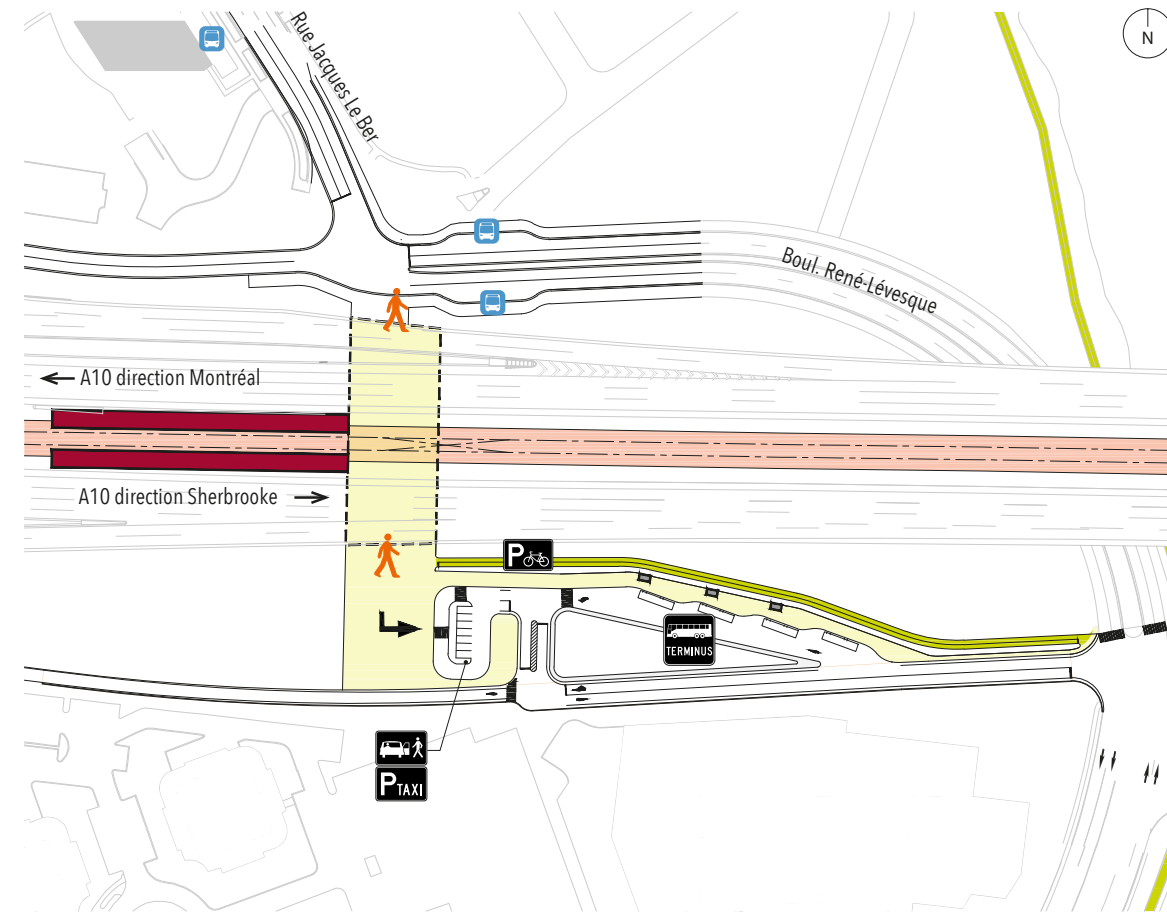 N
Rue Jacques Le Ber
Boul. René-Lévesque
A10 direction Montréal
A10 direction Sherbrooke
P
TERMINUS
P TAXI